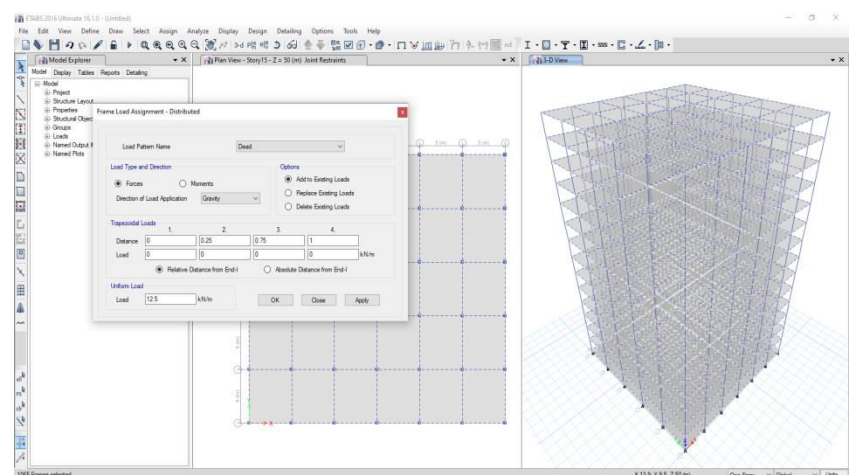 ETABS 2016 Ultimate 16.1.0 - (Untitled)
File Edit View Define Draw Select Assign Analyze Display Design Detailing Options Tools Help
Model Explorer
Plan View - Story15 - Z = 50 (m) Joint Restraints
3-D View
Model Display Tables Reports Detailing
Model
Project
Structure Layout
Properties
Structural Objec
Groups
Loads
Named Output
Named Plots
Frame Load Assignment - Distributed
Load Pattern Name Dead
Load Type and Direction
Forces Moments
Direction of Load Application Gravity
Options
Add to Existing Loads
Replace Existing Loads
Delete Existing Loads
Trapezoidal Loads
1. 2. 3. 4.
Distance 0 0.25 0.75 1
Load 0 0 0 0 kN/m
Relative Distance from End-I Absolute Distance from End-I
Uniform Load
Load 12.5 kN/m
OK Close Apply
X
One Story Global Units